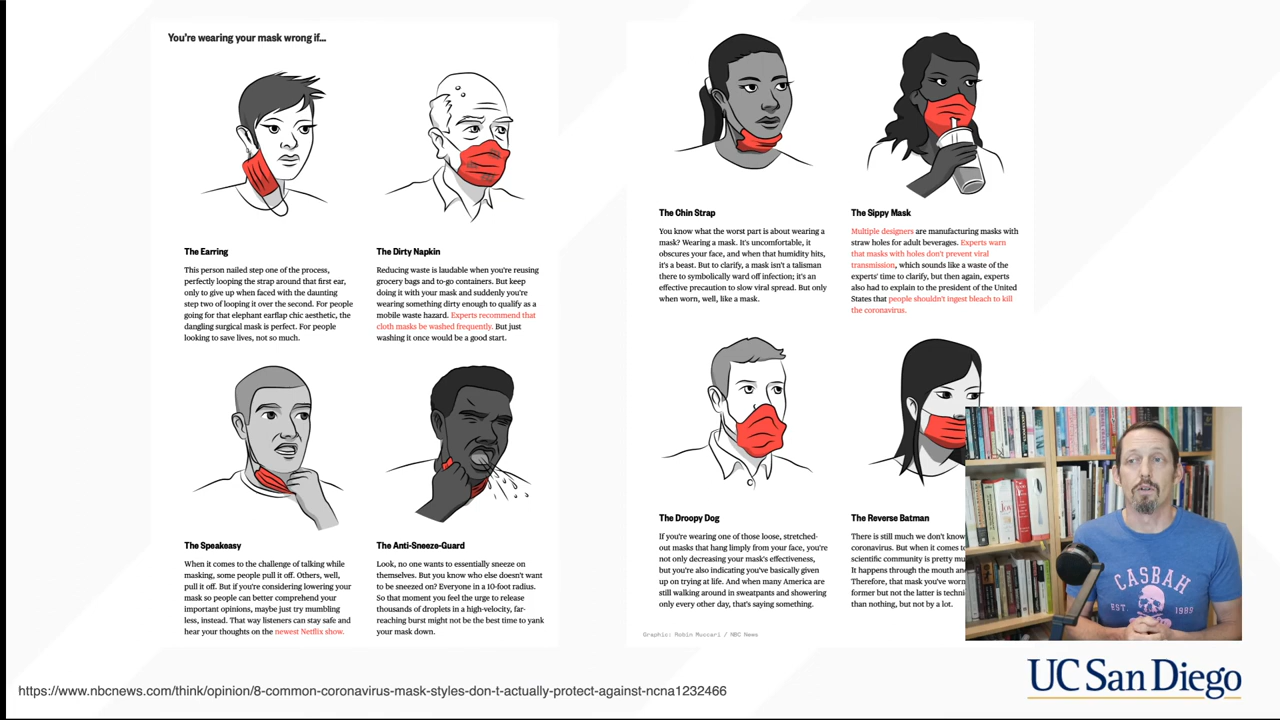 You're wearing your mask wrong if...
The Earring
This person nailed step one of the process,
perfectly looping the strap around that first ear,
only to give up when faced with the daunting
step two of looping it over the second. For people
going for that elephant earflap chic aesthetic, the
dangling surgical mask is perfect. For people
looking to save lives, not so much.
The Dirty Napkin
Reducing waste is laudable when you're reusing
grocery bags and to-go containers. But keep
doing it with your mask and suddenly you're
wearing something dirty enough to qualify as a
mobile waste hazard. Experts recommend that
cloth masks be washed frequently. But just
washing it once would be a good start.
The Speakeasy
When it comes to the challenge of talking while
masking, some people pull it off. Others, well,
pull it off. But if you're considering lowering your
mask so people can better comprehend your
important opinions, maybe just try mumbling
less, instead. That way listeners can stay safe and
hear your thoughts on the newest Netflix show.
The Anti-Sneeze-Guard
Look, no one wants to essentially sneeze on
themselves. But you know who else doesn't want
to be sneezed on? Everyone in a 10-foot radius.
So that moment you feel the urge to release
thousands of droplets in a high-velocity, far-
reaching burst might not be the best time to yank
your mask down.
The Chin Strap
You know what the worst part is about wearing a
mask? Wearing a mask. It's uncomfortable, it
obscures your face, and when that humidity hits,
it's a beast. But to clarify, a mask isn't a talisman
there to symbolically ward off infection; it's an
effective precaution to slow viral spread. But only
when worn, well, like a mask.
The Sippy Mask
Multiple designers are manufacturing masks with
straw holes for adult beverages. Experts warn
that masks with holes don't prevent viral
transmission, which sounds like a waste of the
experts' time to clarify, but then again, experts
also had to explain to the president of the United
States that people shouldn't ingest bleach to kill
the coronavirus.
The Droopy Dog
If you're wearing one of those loose, stretched-
out masks that hang limply from your face, you're
not only decreasing your mask's effectiveness,
but you're also indicating you've basically given
up on trying at life. And when many America are
still walking around in sweatpants and showering
only every other day, that's saying something.
The Reverse Batman
There is still much we don't know
coronavirus. But when it comes to
scientific community is pretty mu
It happens through the mouth an
Therefore, that mask you've worn
former but not the latter is techni
than nothing, but not by a lot.
Graphic: Robin Muccari / NBC News
EST 1989
https://www.nbcnews.com/think/opinion/8-common-coronavirus-mask-styles-don-t-actually-protect-against-ncna1232466
UC San Diego